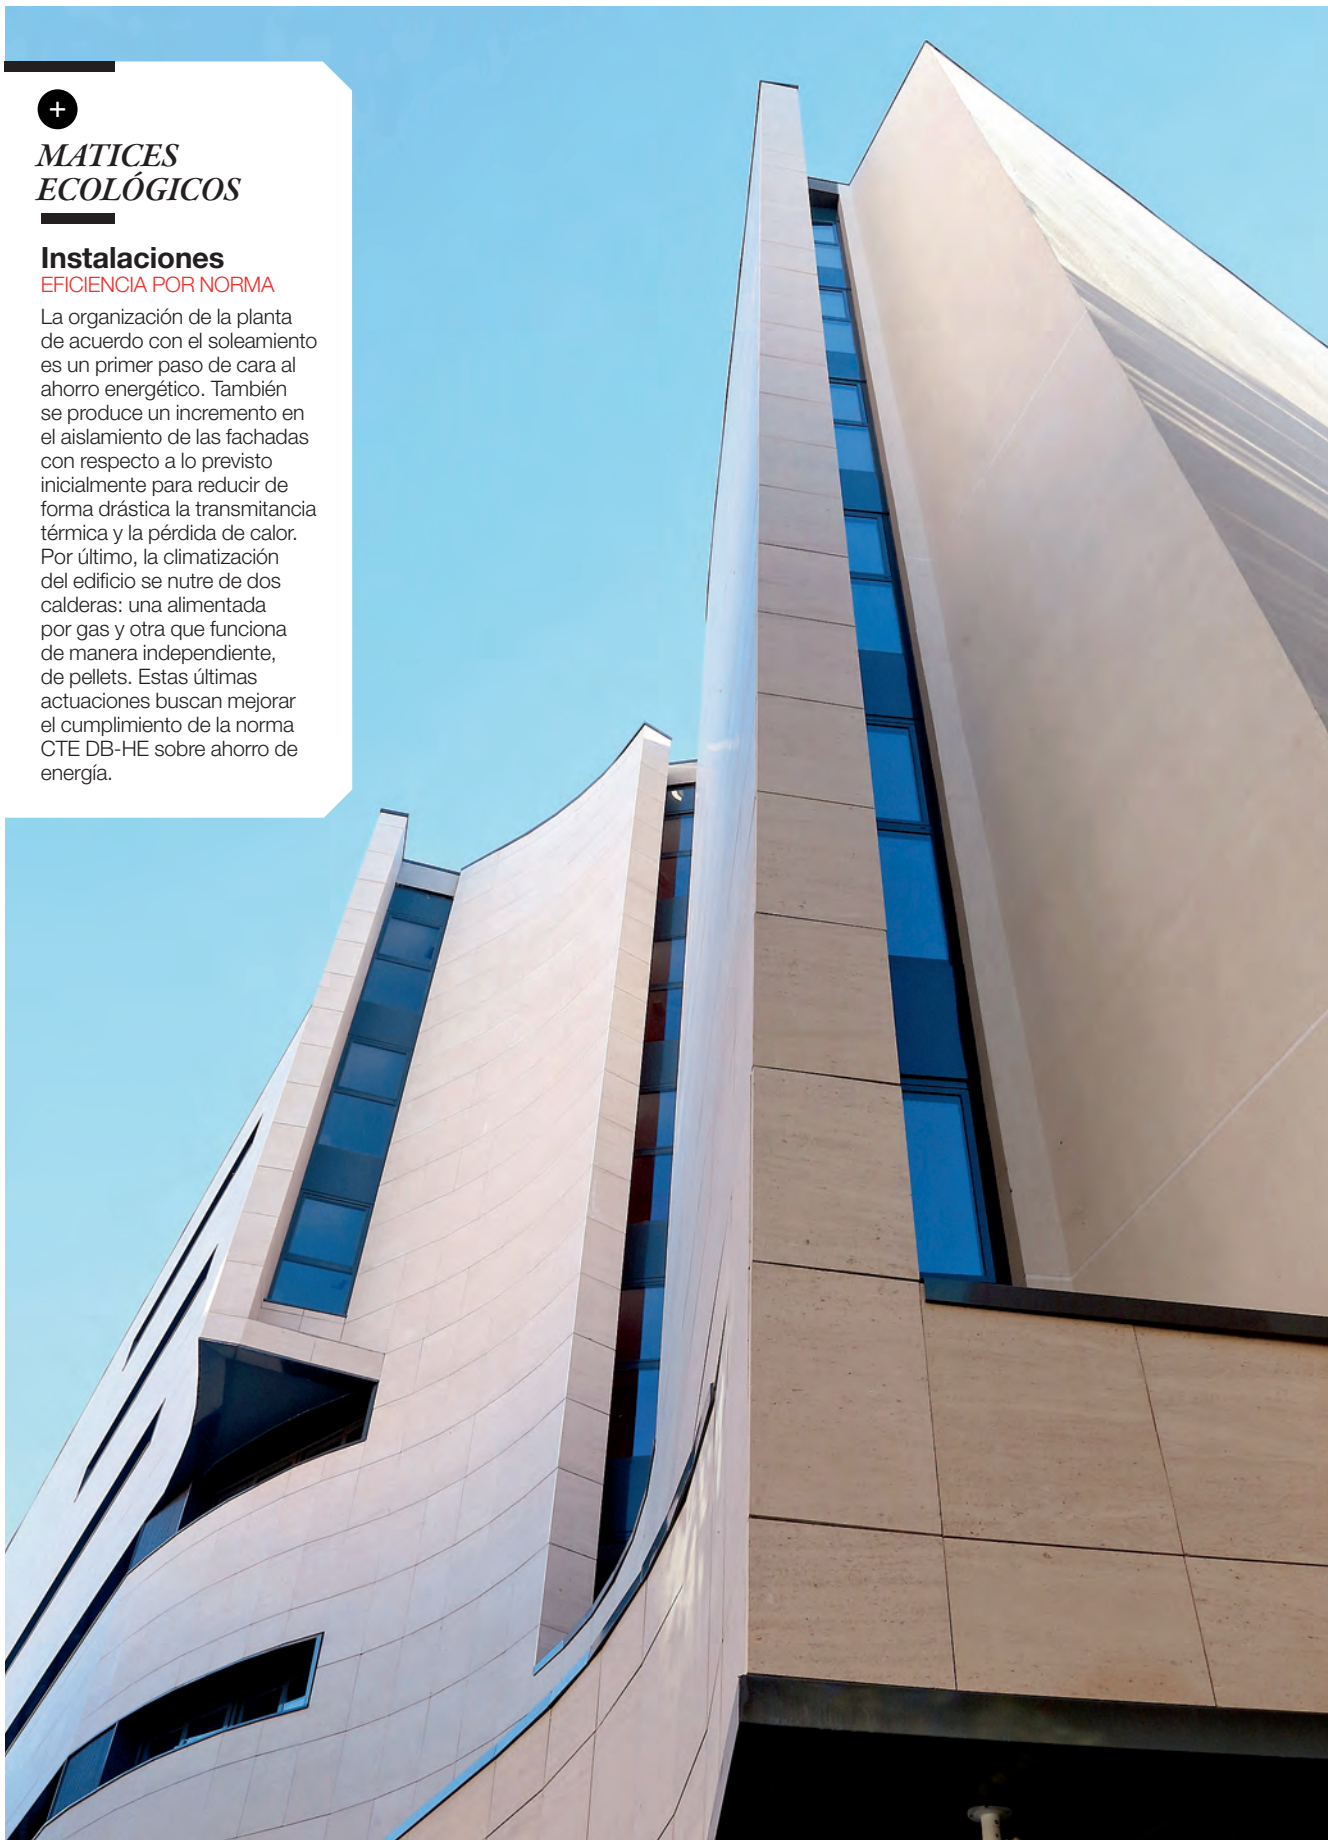 +
MATICES
ECOLÓGICOS
Instalaciones
EFICIENCIA POR NORMA
La organización de la planta
de acuerdo con el soleamiento
es un primer paso de cara al
ahorro energético. También
se produce un incremento en
el aislamiento de las fachadas
con respecto a lo previsto
inicialmente para reducir de
forma drástica la transmitancia
térmica y la pérdida de calor.
Por último, la climatización
del edificio se nutre de dos
calderas: una alimentada
por gas y otra que funciona
de manera independiente,
de pellets. Estas últimas
actuaciones buscan mejorar
el cumplimiento de la norma
CTE DB-HE sobre ahorro de
energía.